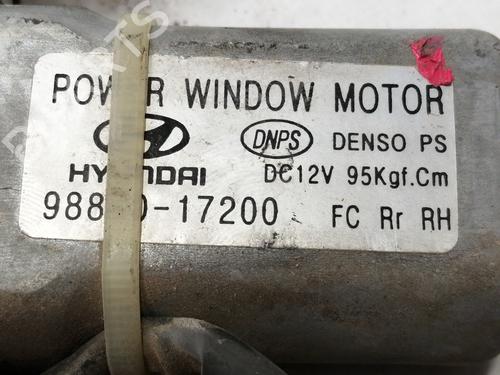 POWER WINDOW MOTOR
DNPS DENSO PS
HYUNDAI DC12V 95Kgf.Cm
FC Rr RH